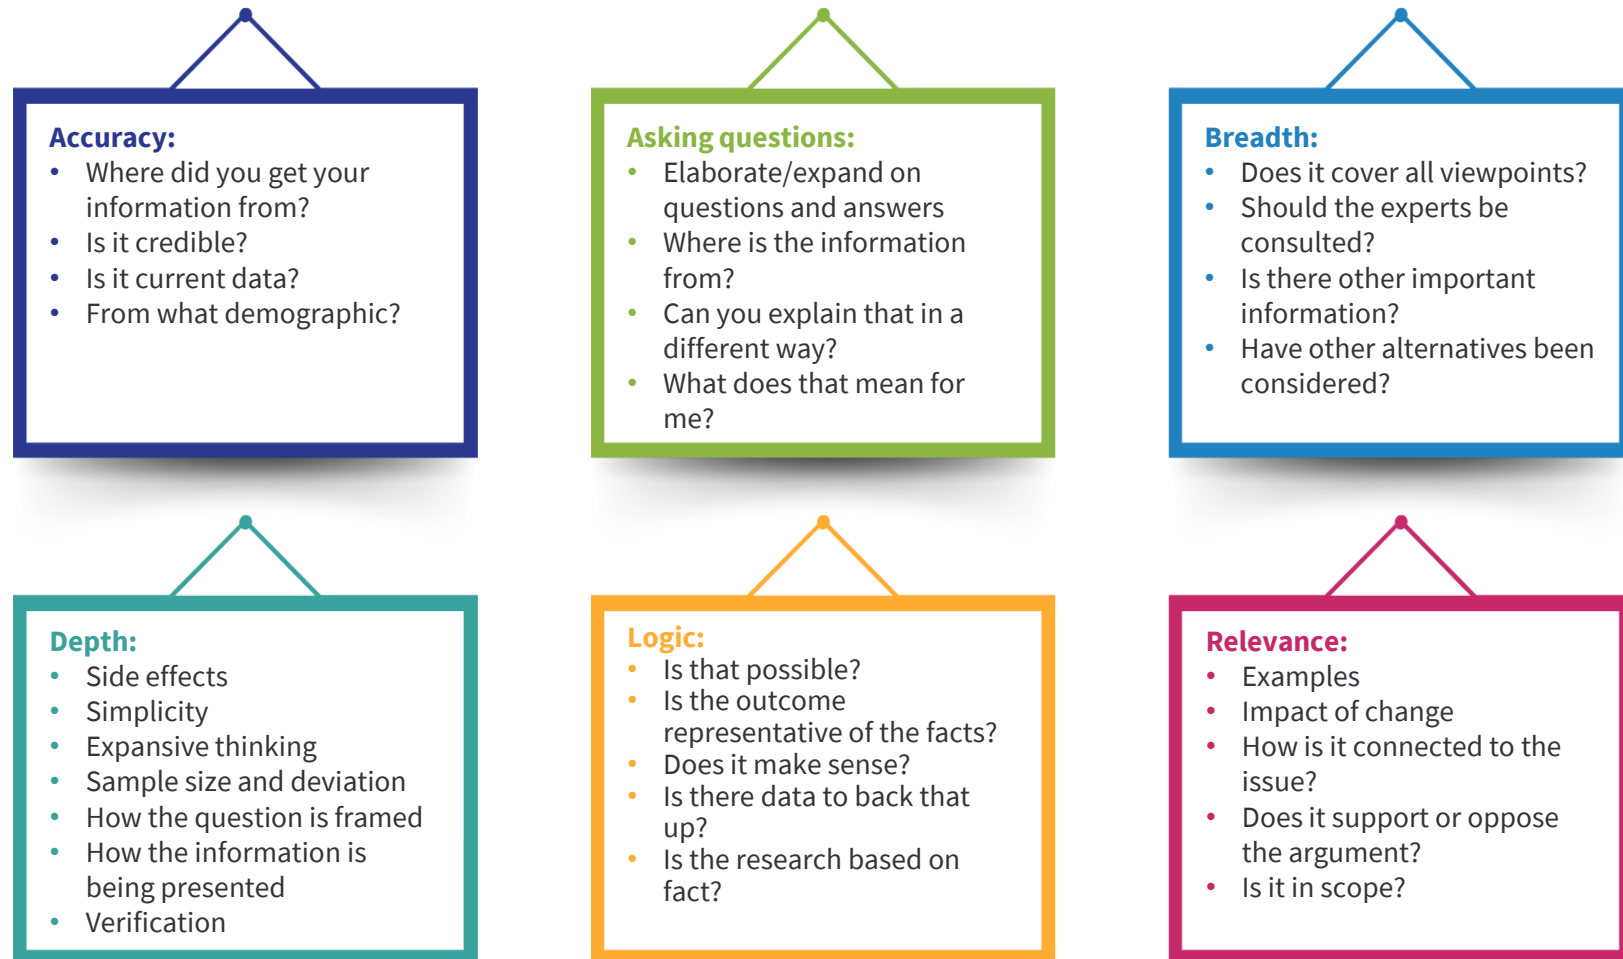 Accuracy:
• Where did you get your
information from?
• Is it credible?
• Is it current data?
• From what demographic?
Asking questions:
• Elaborate/expand on
questions and answers
• Where is the information
from?
• Can you explain that in a
different way?
• What does that mean for
me?
Breadth:
• Does it cover all viewpoints?
• Should the experts be
consulted?
• Is there other important
information?
• Have other alternatives been
considered?
Depth:
• Side effects
• Simplicity
• Expansive thinking
• Sample size and deviation
• How the question is framed
• How the information is
being presented
• Verification
Logic:
• Is that possible?
• Is the outcome
representative of the facts?
• Does it make sense?
• Is there data to back that
up?
• Is the research based on
fact?
Relevance:
• Examples
• Impact of change
• How is it connected to the
issue?
• Does it support or oppose
the argument?
• Is it in scope?